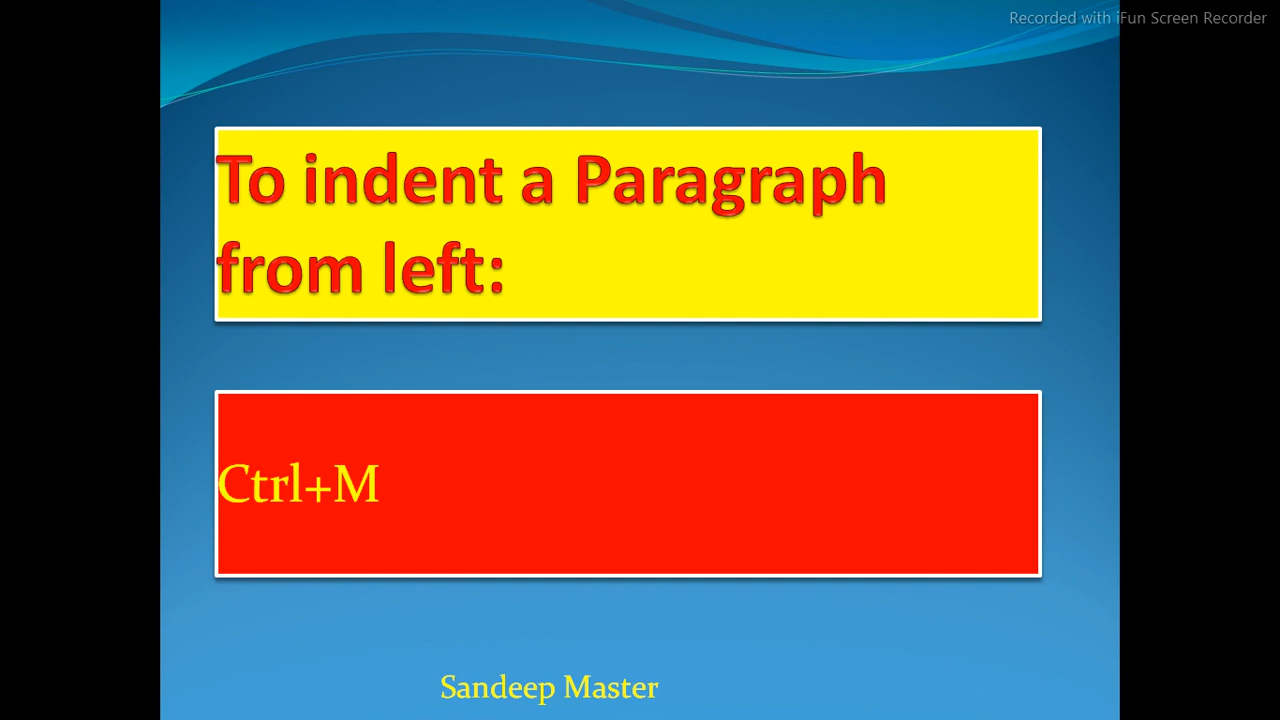 Recorded with iFun Screen Recorder
To indent a Paragraph
from left:
Ctrl+M
Sandeep Master